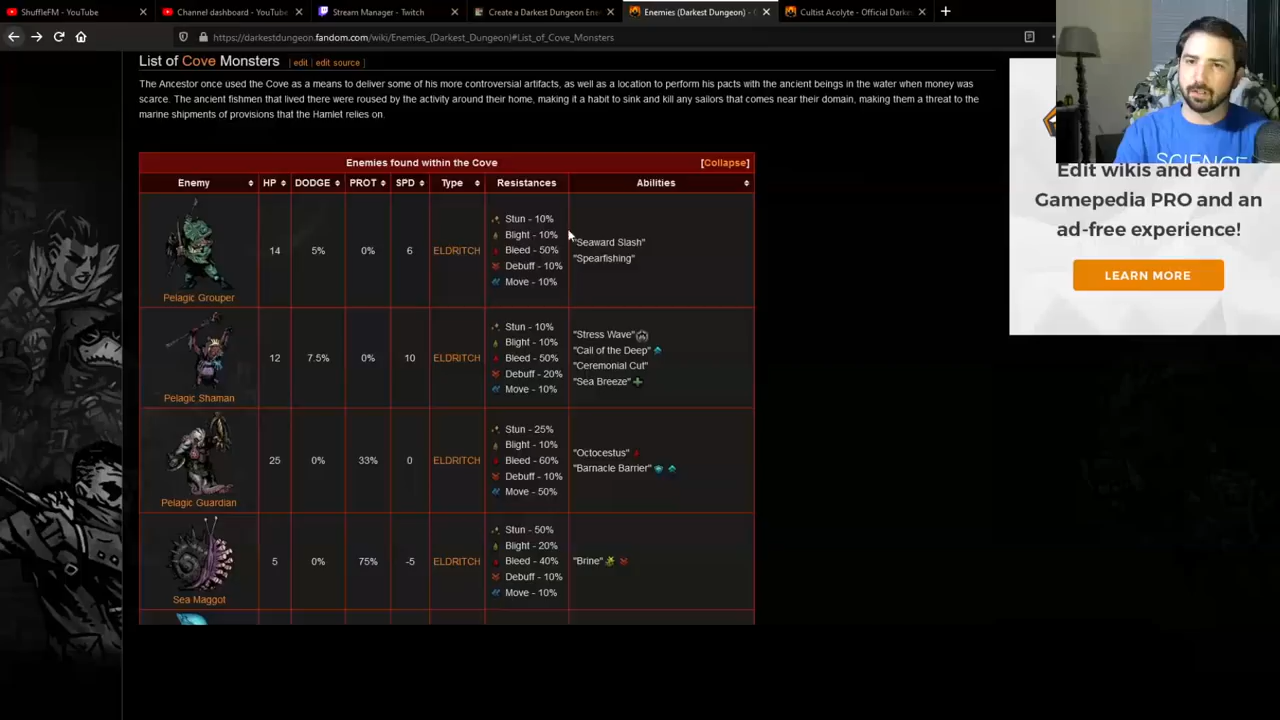 ShuffleFM - YouTube
Channel dashboard - YouTube
Stream Manager - Twitch
Create a Darkest Dungeon Ene
Enemies (Darkest Dungeon) -
Cultist Acolyte - Official Darke
https://darkestdungeon.fandom.com/wiki/Enemies_(Darkest_Dungeon)#List_of_Cove_Monsters
List of Cove Monsters [ edit | edit source ]
The Ancestor once used the Cove as a means to deliver some of his more controversial artifacts, as well as a location to perform his pacts with the ancient beings in the water when money was
scarce. The ancient fishmen that lived there were roused by the activity around their home, making it a habit to sink and kill any sailors that comes near their domain, making them a threat to the
marine shipments of provisions that the Hamlet relies on.
Enemies found within the Cove [Collapse]
Enemy HP DODGE PROT SPD Type Resistances Abilities
Pelagic Grouper
14 5% 0% 6 ELDRITCH
Stun - 10%
Blight - 10%
Bleed - 50%
Debuff - 10%
Move - 10%
"Seaward Slash"
"Spearfishing"
Pelagic Shaman
12 7.5% 0% 10 ELDRITCH
Stun - 10%
Blight - 10%
Bleed - 50%
Debuff - 20%
Move - 10%
"Stress Wave"
"Call of the Deep"
"Ceremonial Cut"
"Sea Breeze"
Pelagic Guardian
25 0% 33% 0 ELDRITCH
Stun - 25%
Blight - 10%
Bleed - 60%
Debuff - 10%
Move - 50%
"Octocestus"
"Barnacle Barrier"
Sea Maggot
5 0% 75% -5 ELDRITCH
Stun - 50%
Blight - 20%
Bleed - 40%
Debuff - 10%
Move - 10%
"Brine"
SCIENCE
Edit wikis and earn
Gamepedia PRO and an
ad-free experience!
LEARN MORE